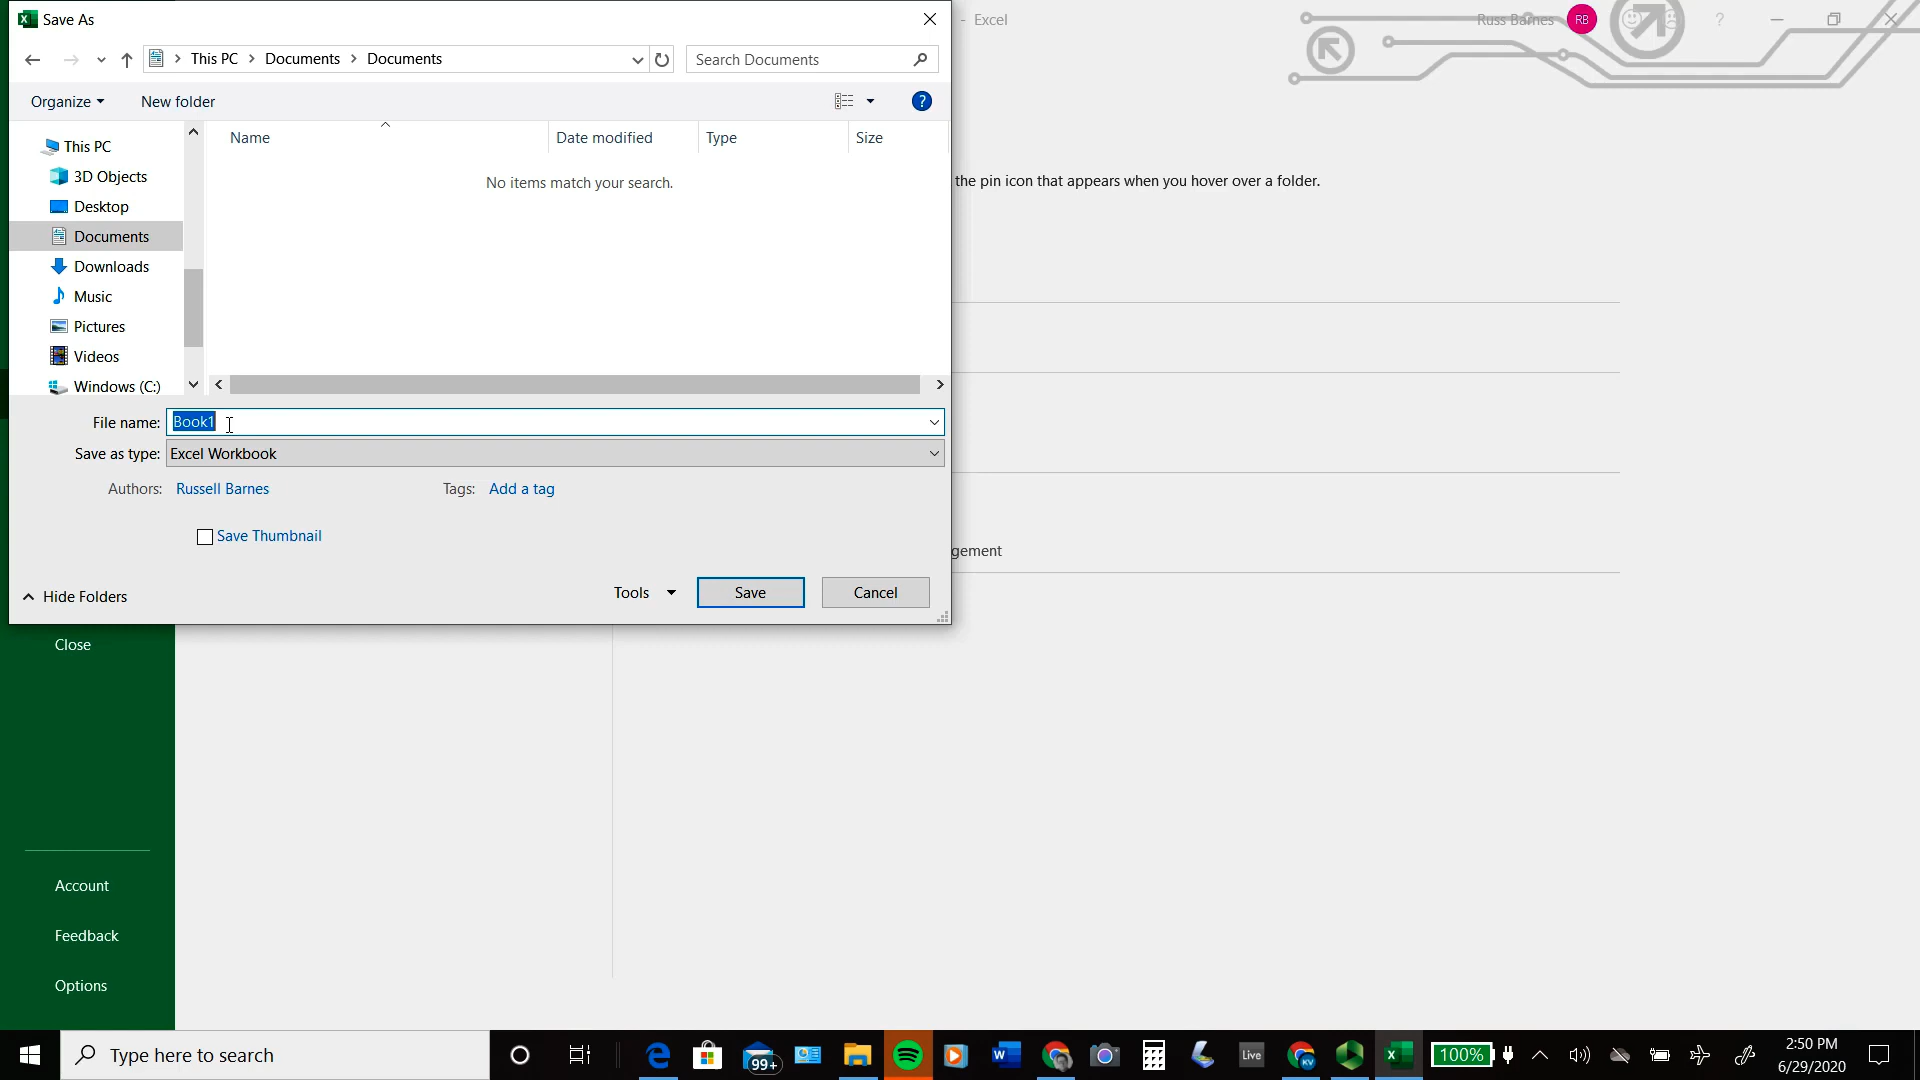 Save As
- Excel
Russ Barnes
RB
?
This PC > Documents > Documents
Search Documents
Organize
New folder
?
Name
Date modified
Type
Size
This PC
3D Objects
Desktop
Documents
Downloads
Music
Pictures
Videos
Windows (C:)
No items match your search.
the pin icon that appears when you hover over a folder.
File name: Book1
Save as type: Excel Workbook
Authors: Russell Barnes
Tags: Add a tag
Save Thumbnail
gement
Hide Folders
Tools
Save
Cancel
Close
Account
Feedback
Options
Type here to search
99+
Live
KV
100%
2:50 PM
6/29/2020